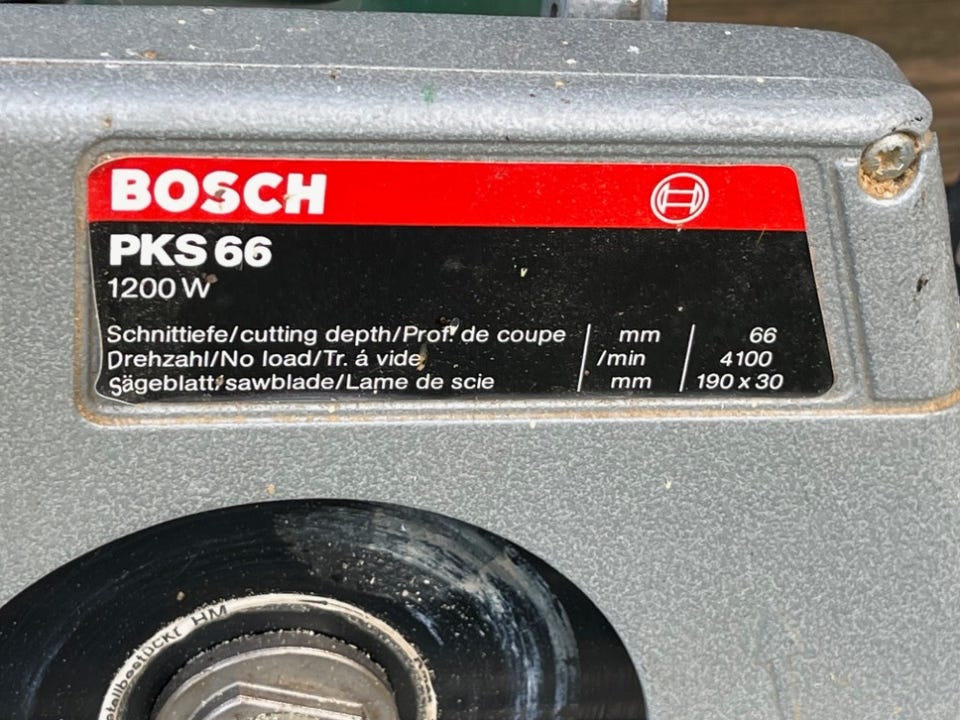 BOSCH
PKS 66
1200 W
Schnittiefe/cutting depth/Prof. de coupe mm 66
Drehzahl/No load/Tr. á vide /min 4100
Sägeblatt/sawblade/Lame de scie mm 190 x 30
bestückt HM